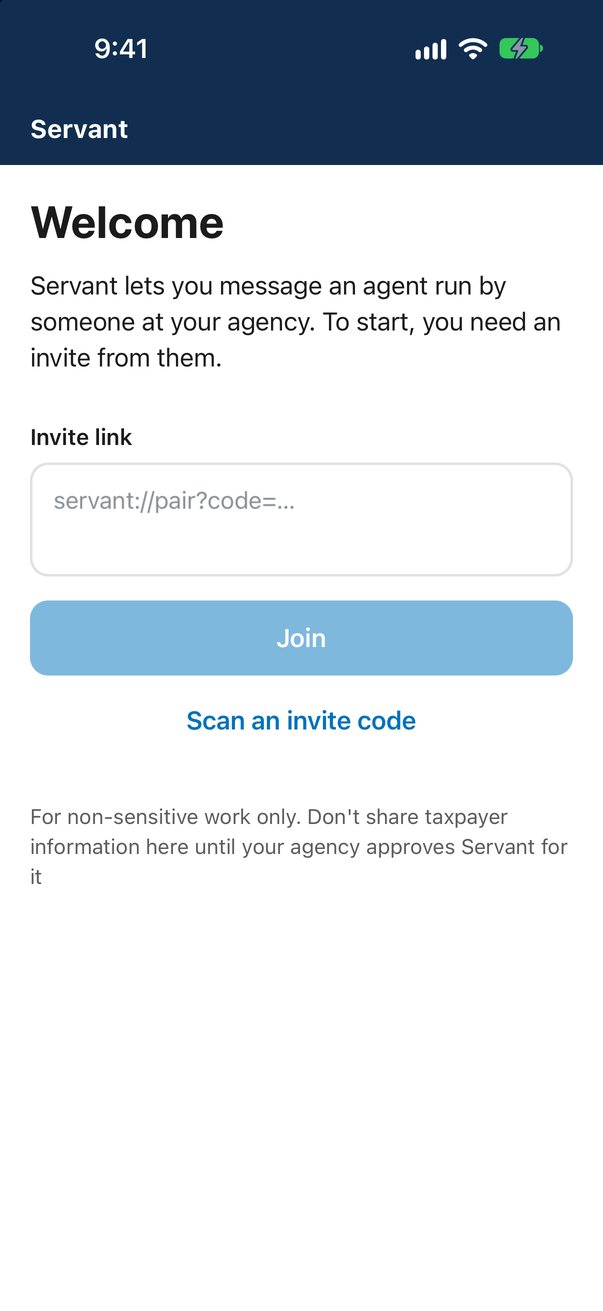 9:41
Servant
Welcome
Servant lets you message an agent run by
someone at your agency. To start, you need an
invite from them.
Invite link
servant://pair?code=...
Join
Scan an invite code
For non-sensitive work only. Don't share taxpayer
information here until your agency approves Servant for
it